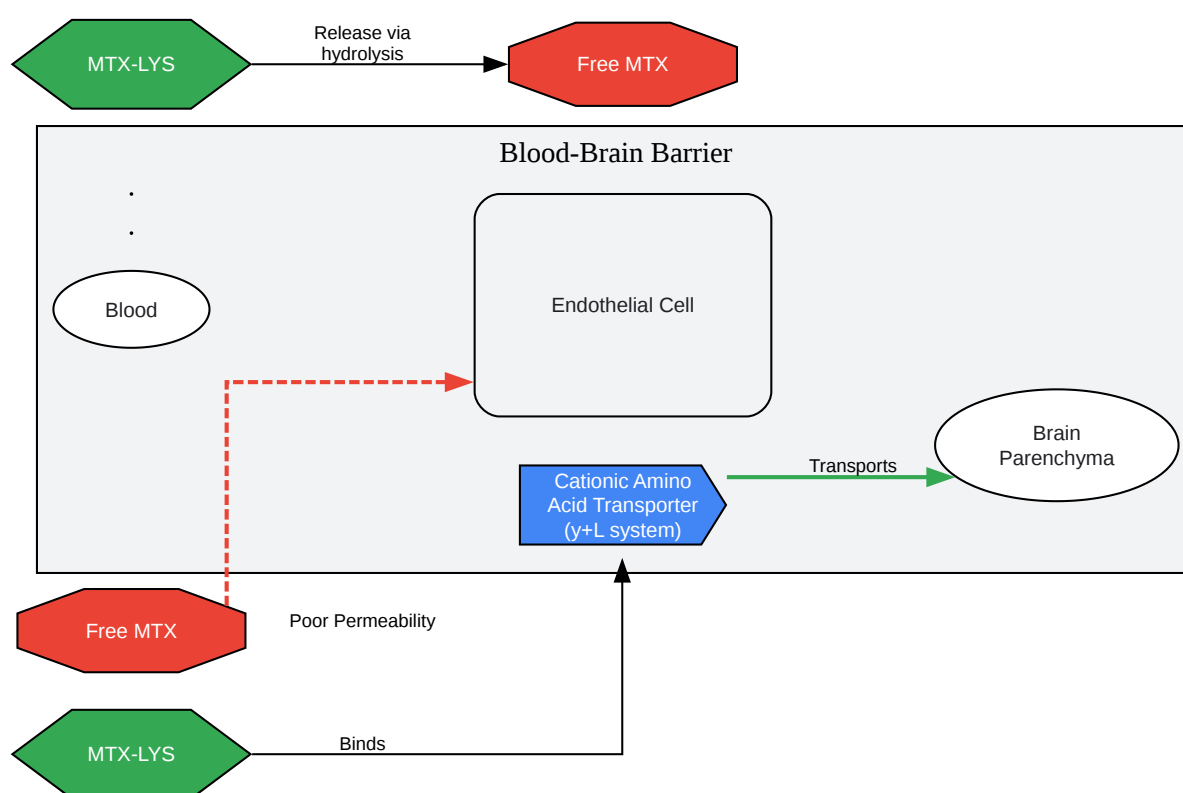 Release via
hydrolysis
MTX-LYS
Free MTX
Blood-Brain Barrier
Blood
Endothelial Cell
Brain
Parenchyma
Transports
Cationic Amino
Acid Transporter
(y+L system)
Free MTX
Poor Permeability
MTX-LYS
Binds